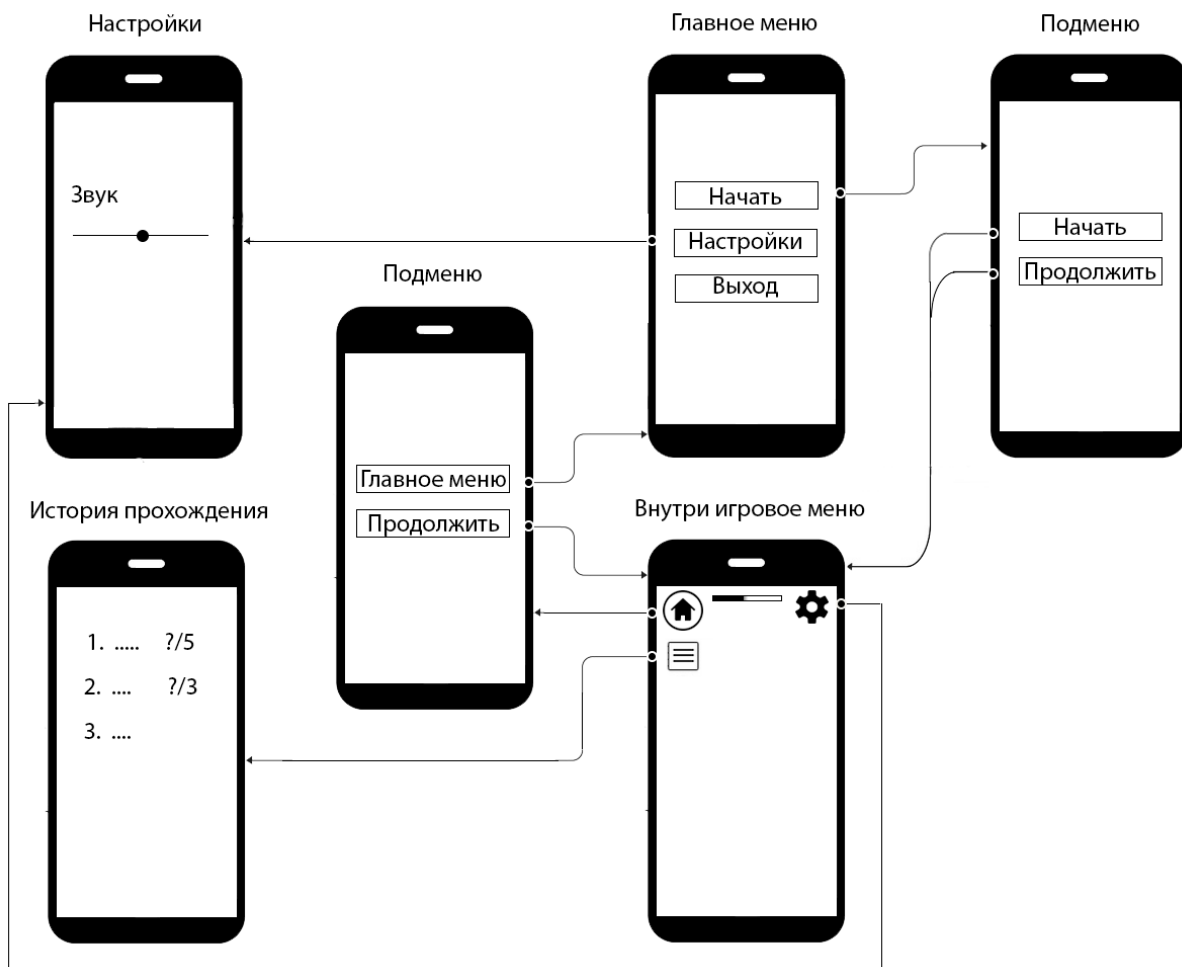 Настройки
Звук
Главное меню
Начать
Настройки
Выход
Подменю
Начать
Продолжить
Подменю
Главное меню
Продолжить
История прохождения
1. ..... ?/5
2. .... ?/3
3. ....
Внутри игровое меню